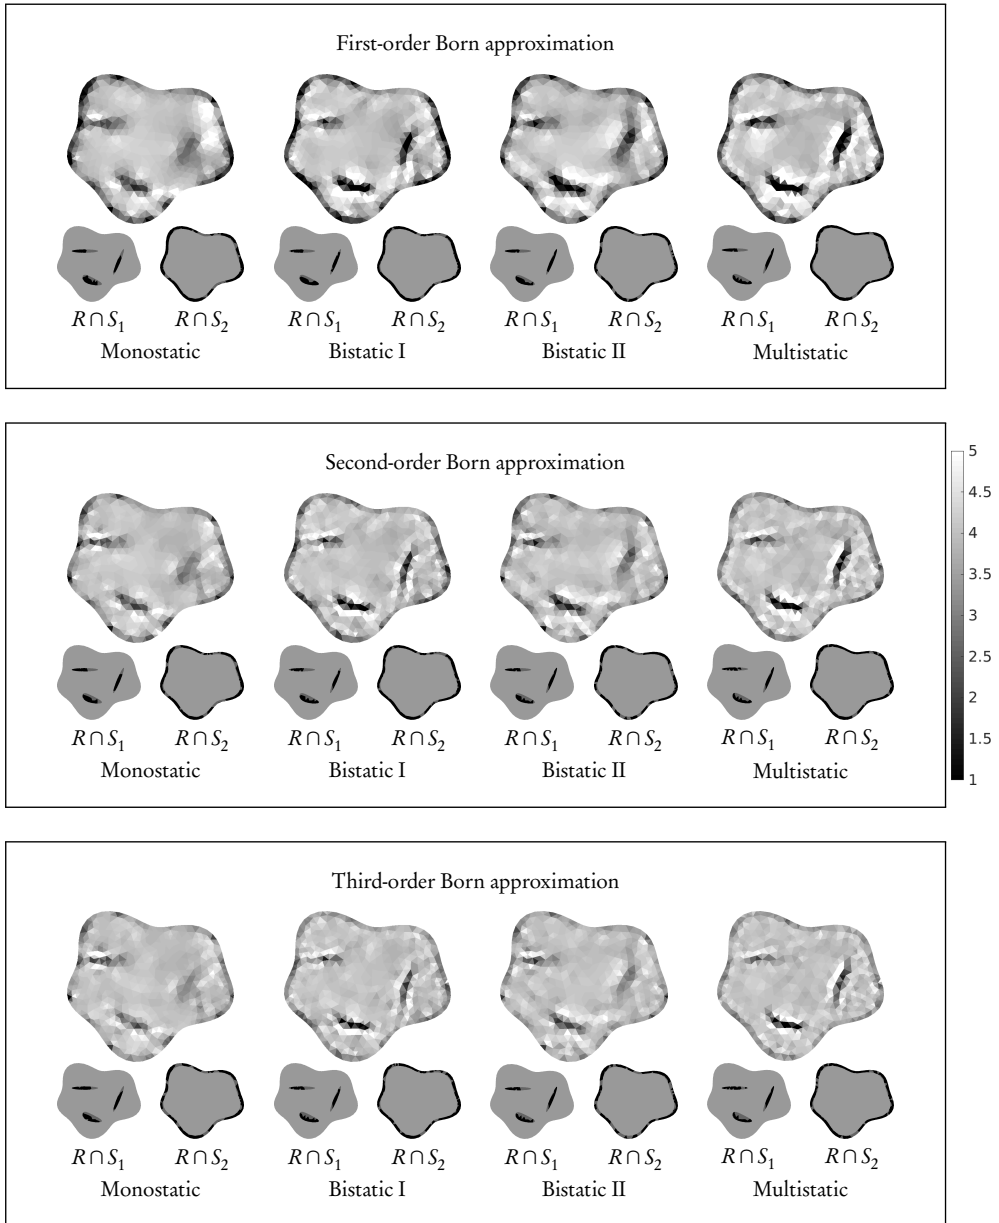 First-order Born approximation
R ∩ S₁ R ∩ S₂ R ∩ S₁ R ∩ S₂ R ∩ S₁ R ∩ S₂ R ∩ S₁ R ∩ S₂
Monostatic Bistatic I Bistatic II Multistatic
Second-order Born approximation
R ∩ S₁ R ∩ S₂ R ∩ S₁ R ∩ S₂ R ∩ S₁ R ∩ S₂ R ∩ S₁ R ∩ S₂
Monostatic Bistatic I Bistatic II Multistatic
5
4.5
4
3.5
3
2.5
2
1.5
1
Third-order Born approximation
R ∩ S₁ R ∩ S₂ R ∩ S₁ R ∩ S₂ R ∩ S₁ R ∩ S₂ R ∩ S₁ R ∩ S₂
Monostatic Bistatic I Bistatic II Multistatic